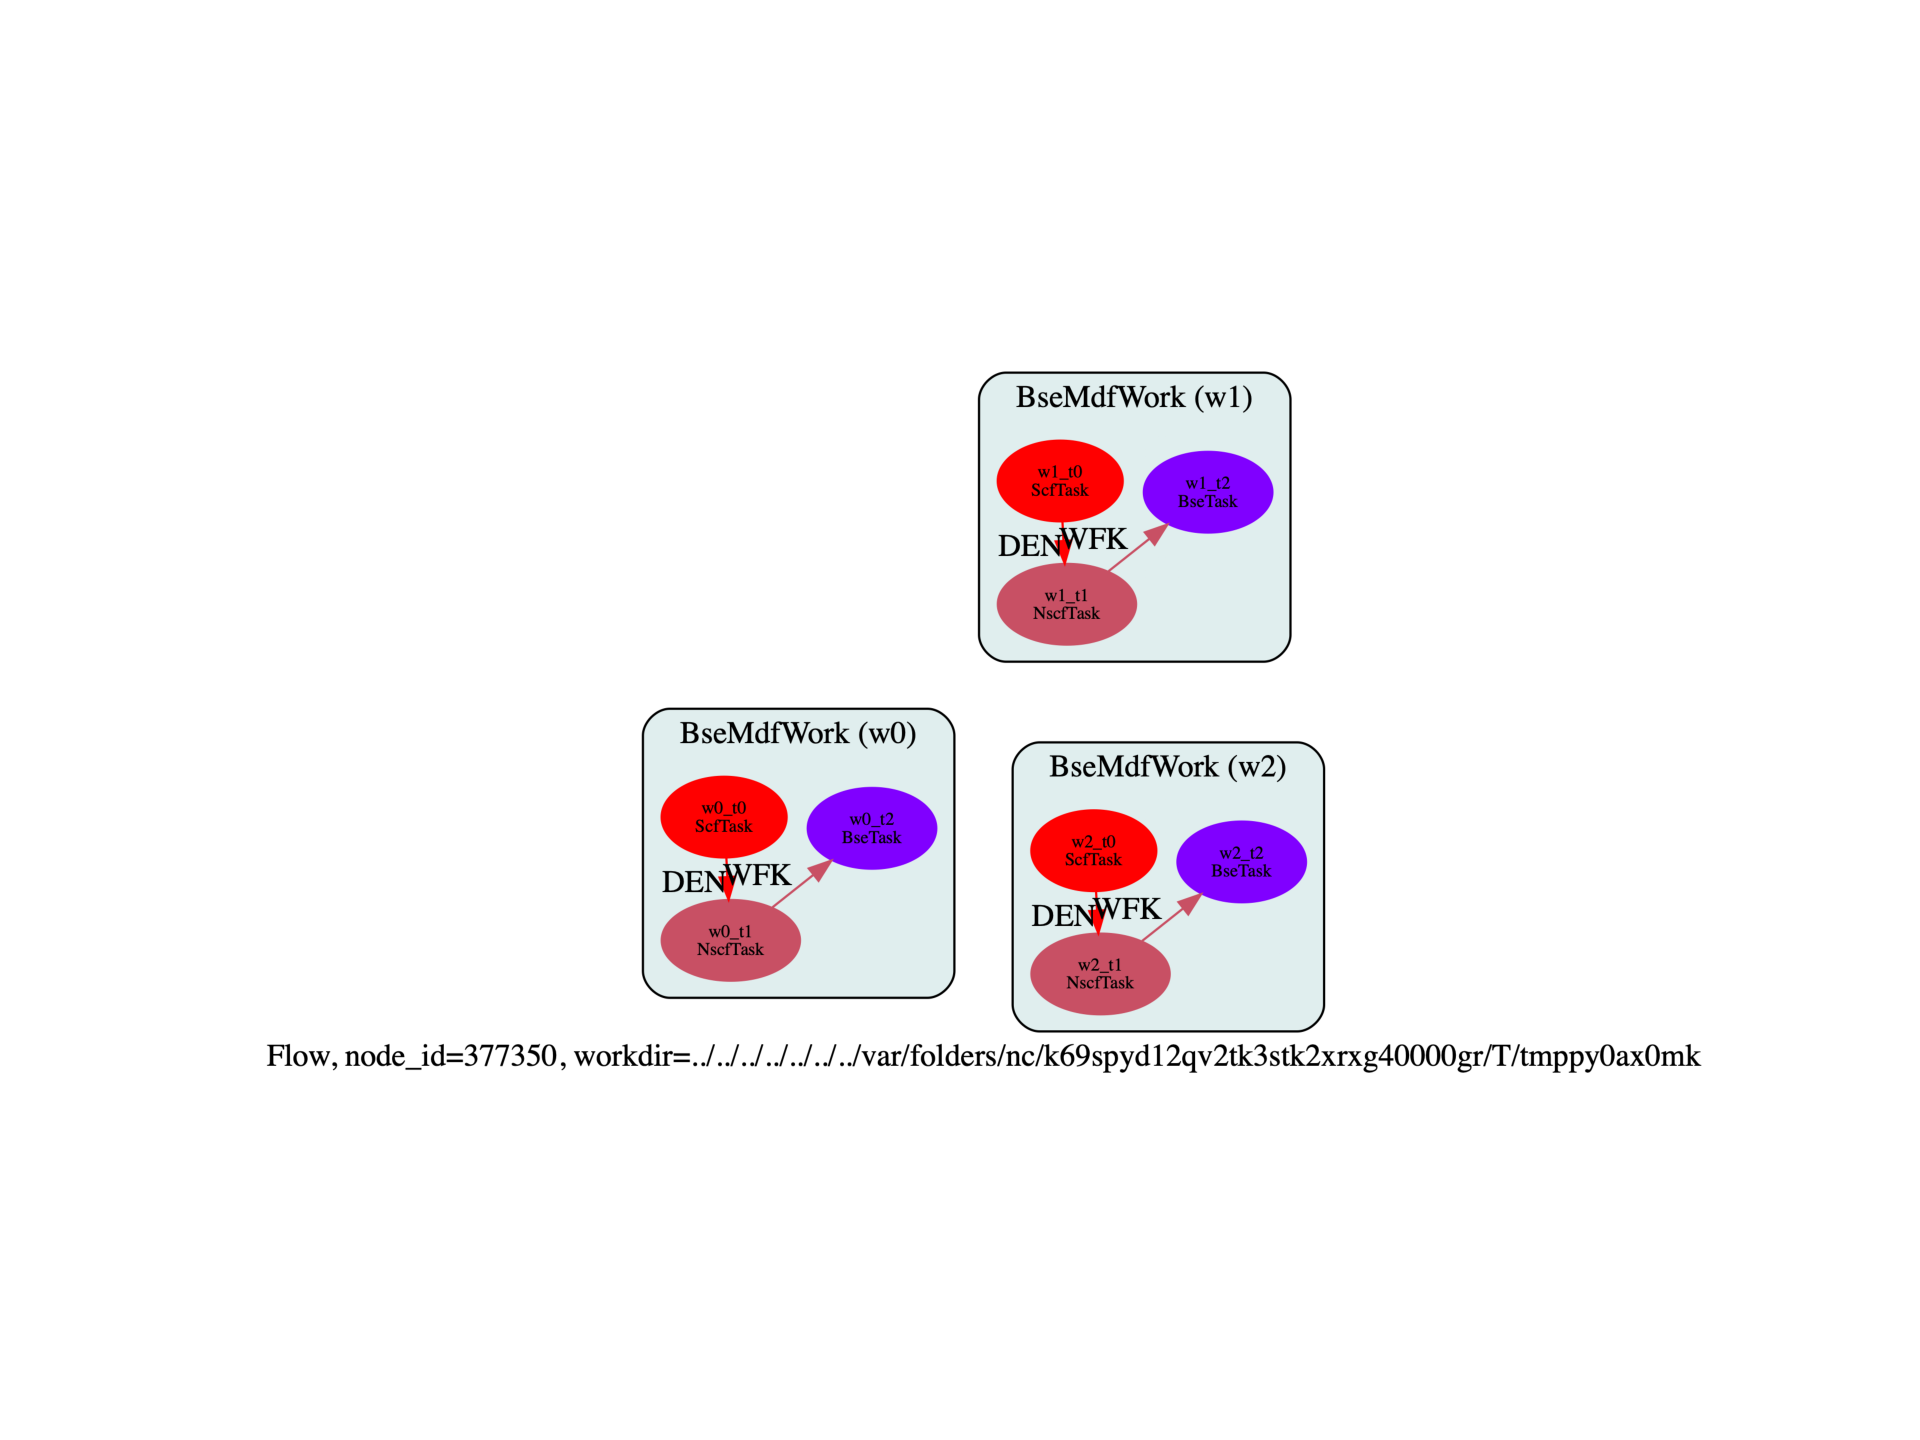 BseMdfWork (w1)
w1_t0
ScfTask
w1_t2
BseTask
DEN
WFK
w1_t1
NscfTask
BseMdfWork (w0)
w0_t0
ScfTask
w0_t2
BseTask
DEN
WFK
w0_t1
NscfTask
BseMdfWork (w2)
w2_t0
ScfTask
w2_t2
BseTask
DEN
WFK
w2_t1
NscfTask
Flow, node_id=377350, workdir=../../../../../../../var/folders/nc/k69spyd12qv2tk3stk2xrxg40000gr/T/tmppy0ax0mk